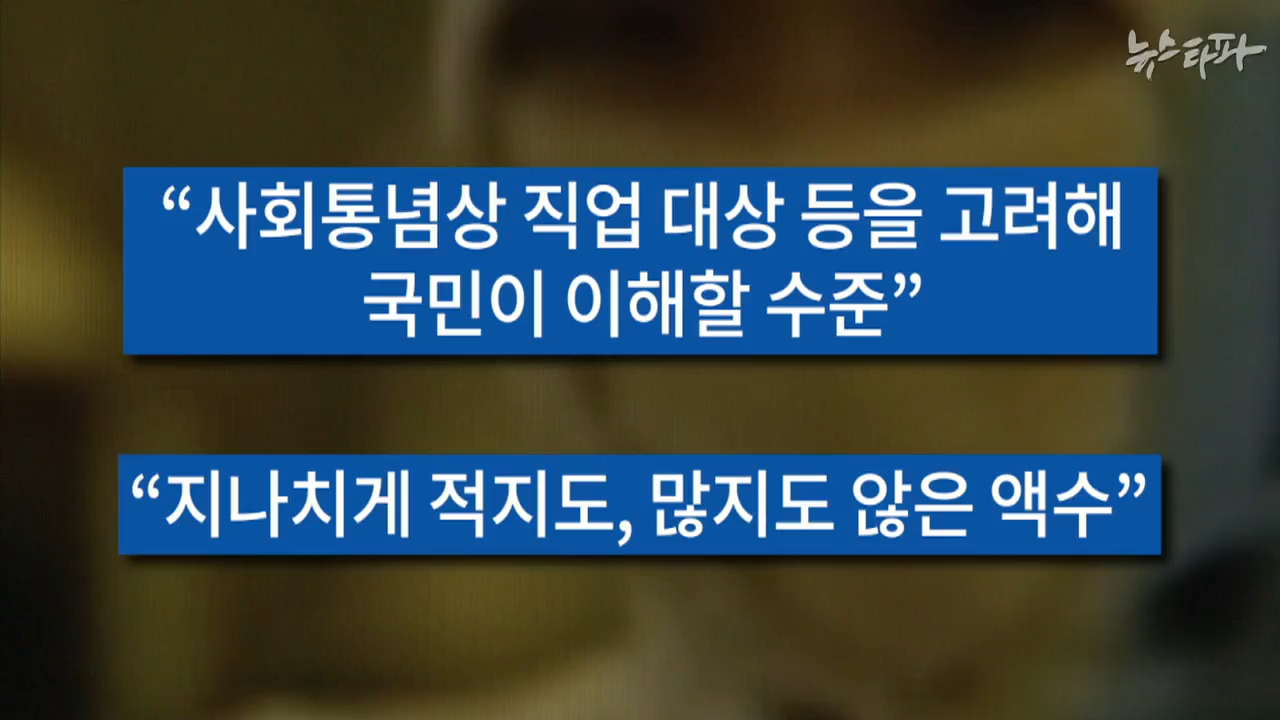 뉴스타파
“사회통념상 직업 대상 등을 고려해
국민이 이해할 수준”
“지나치게 적지도, 많지도 않은 액수”